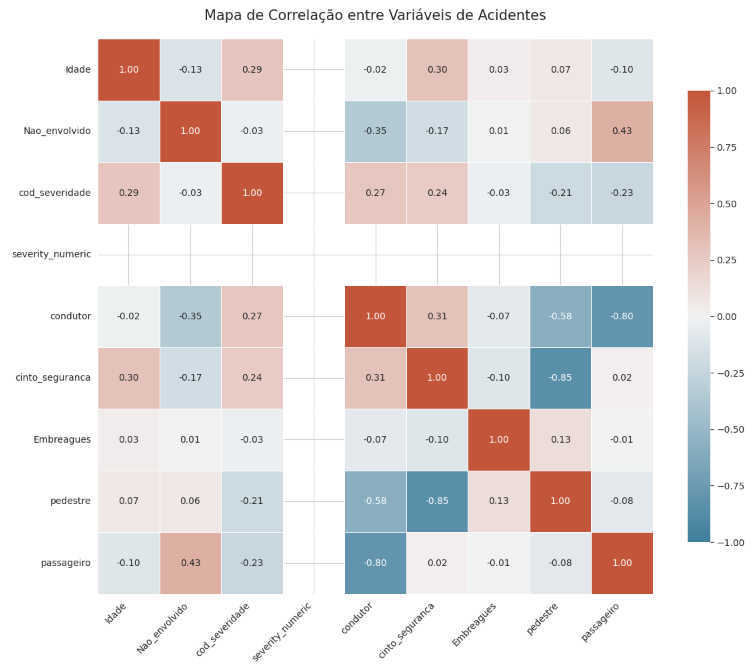 Mapa de Correlação entre Variáveis de Acidentes
Idade 1.00 -0.13 0.29 -0.02 0.30 0.03 0.07 -0.10
Nao_envolvido -0.13 1.00 -0.03 -0.35 -0.17 0.01 0.06 0.43
cod_severidade 0.29 -0.03 1.00 0.27 0.24 -0.03 -0.21 -0.23
severity_numeric
condutor -0.02 -0.35 0.27 1.00 0.31 -0.07 -0.58 -0.80
cinto_seguranca 0.30 -0.17 0.24 0.31 1.00 -0.10 -0.85 0.02
Embreagues 0.03 0.01 -0.03 -0.07 -0.10 1.00 0.13 -0.01
pedestre 0.07 0.06 -0.21 -0.58 -0.85 0.13 1.00 -0.08
passageiro -0.10 0.43 -0.23 -0.80 0.02 -0.01 -0.08 1.00
Idade Nao_envolvido cod_severidade severity_numeric condutor cinto_seguranca Embreagues pedestre passageiro
1.00
0.75
0.50
0.25
0.00
−0.25
−0.50
−0.75
−1.00